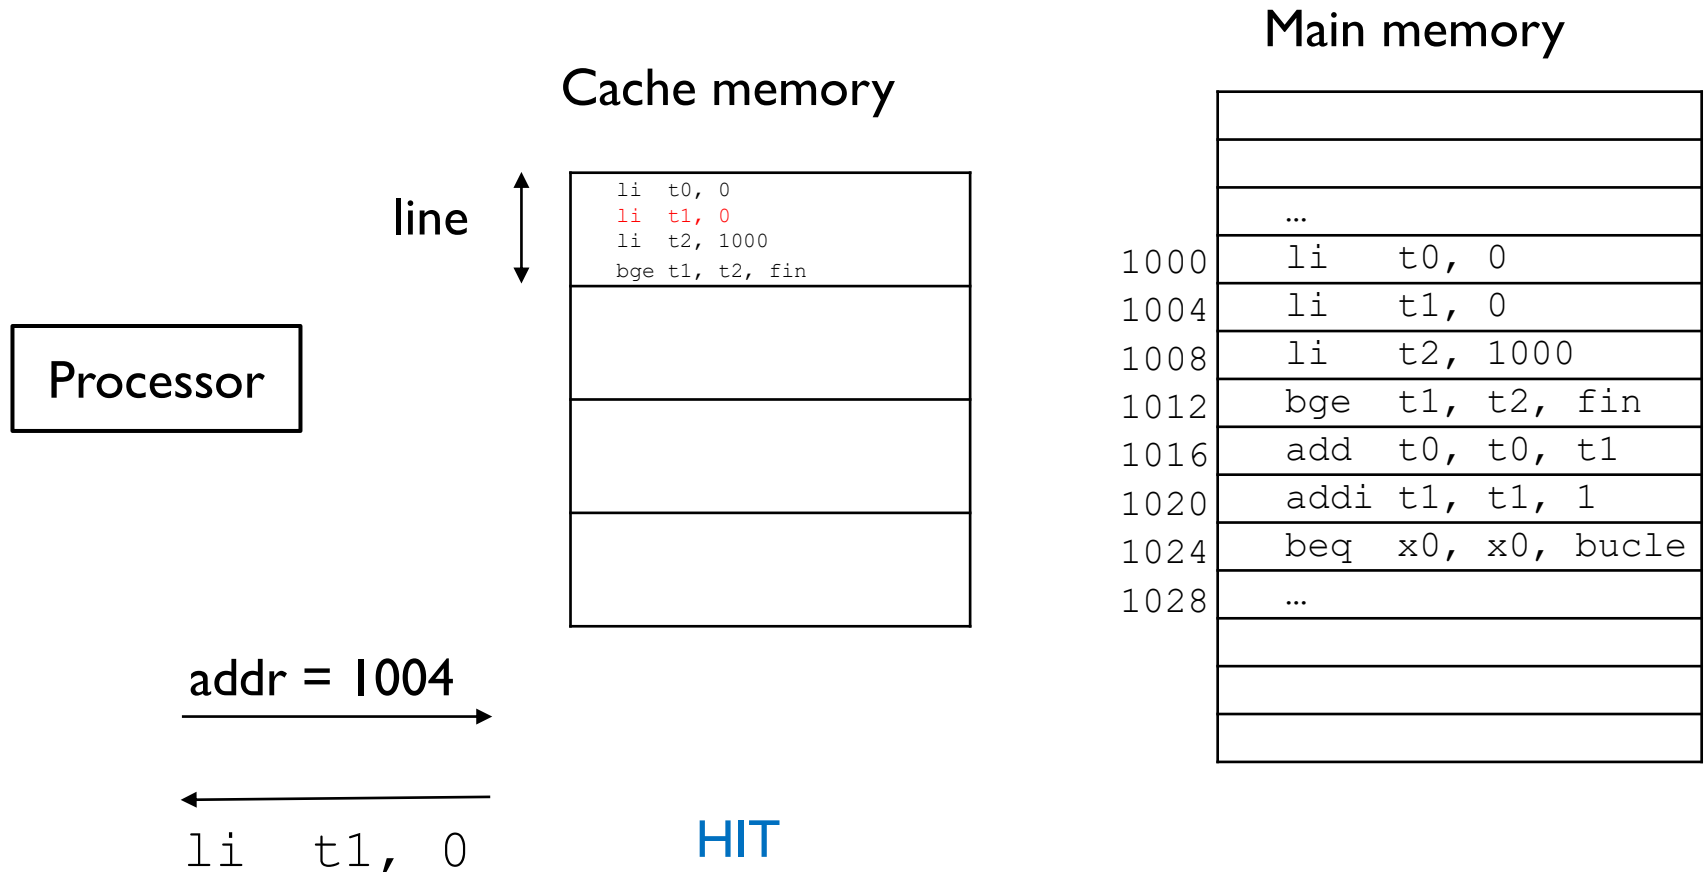 Main memory
Cache memory
line
li t0, 0
li t1, 0
li t2, 1000
bge t1, t2, fin
Processor
…
1000 li t0, 0
1004 li t1, 0
1008 li t2, 1000
1012 bge t1, t2, fin
1016 add t0, t0, t1
1020 addi t1, t1, 1
1024 beq x0, x0, bucle
1028 …
addr = 1004
li t1, 0
HIT